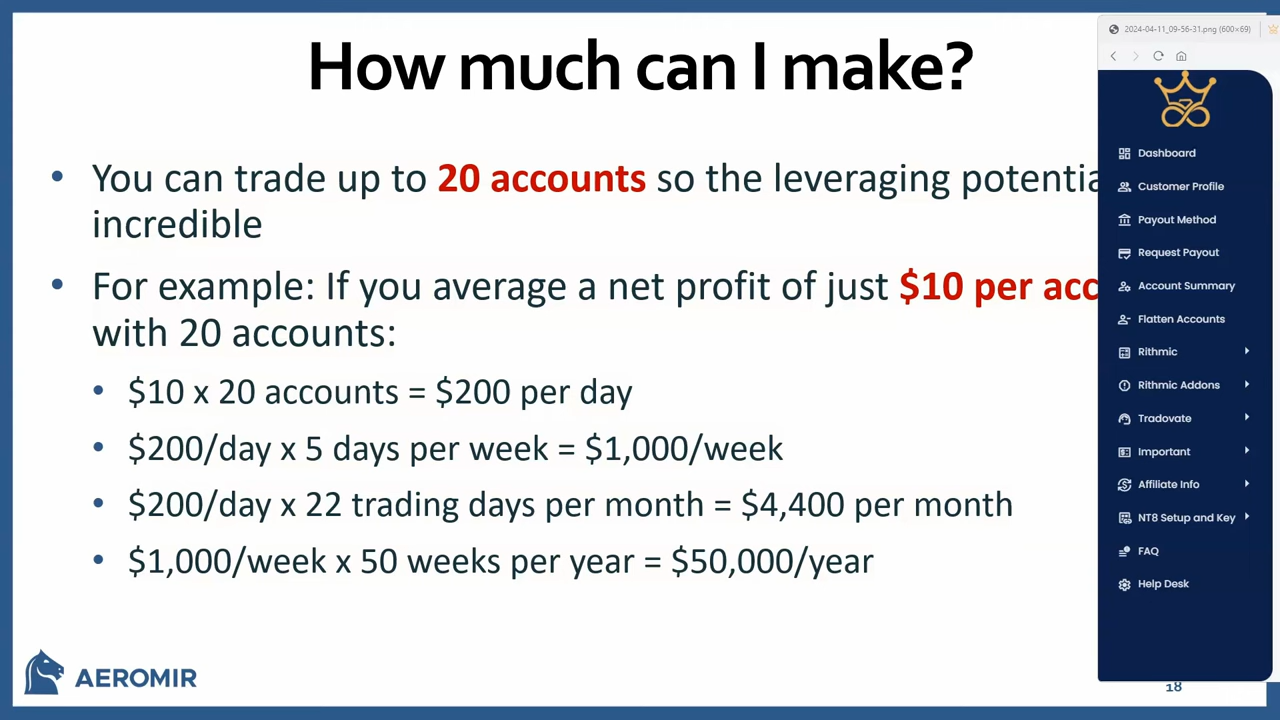 How much can I make?
• You can trade up to 20 accounts so the leveraging
incredible
• For example: If you average a net profit of just $10 per
with 20 accounts:
• $10 x 20 accounts = $200 per day
• $200/day x 5 days per week = $1,000/week
• $200/day x 22 trading days per month = $4,400 per month
• $1,000/week x 50 weeks per year = $50,000/year
AEROMIR
18
2024-04-11_09-56-31.png (600×69)
Dashboard
Customer Profile
Payout Method
Request Payout
Account Summary
Flatten Accounts
Rithmic
Rithmic Addons
Tradovate
Important
Affiliate Info
NT8 Setup and Key
FAQ
Help Desk